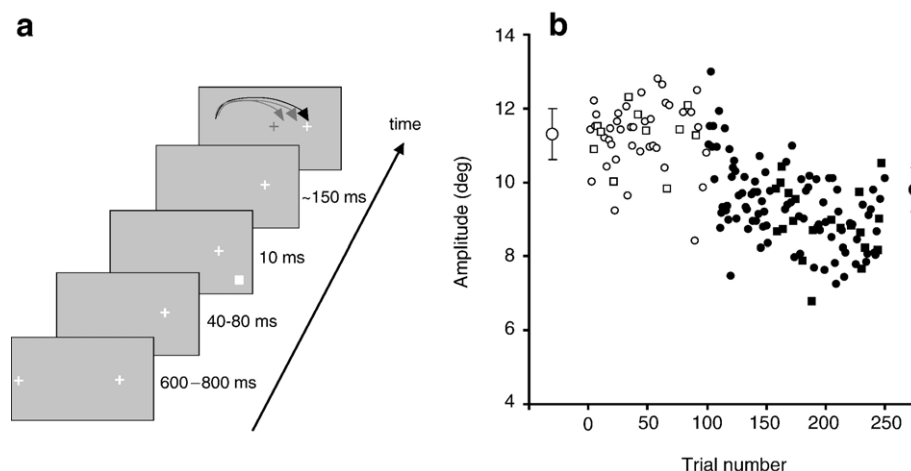 a
time
~150 ms
10 ms
40-80 ms
600–800 ms
b
14
12
10
8
6
4
Amplitude (deg)
0
50
100
150
200
250
Trial number